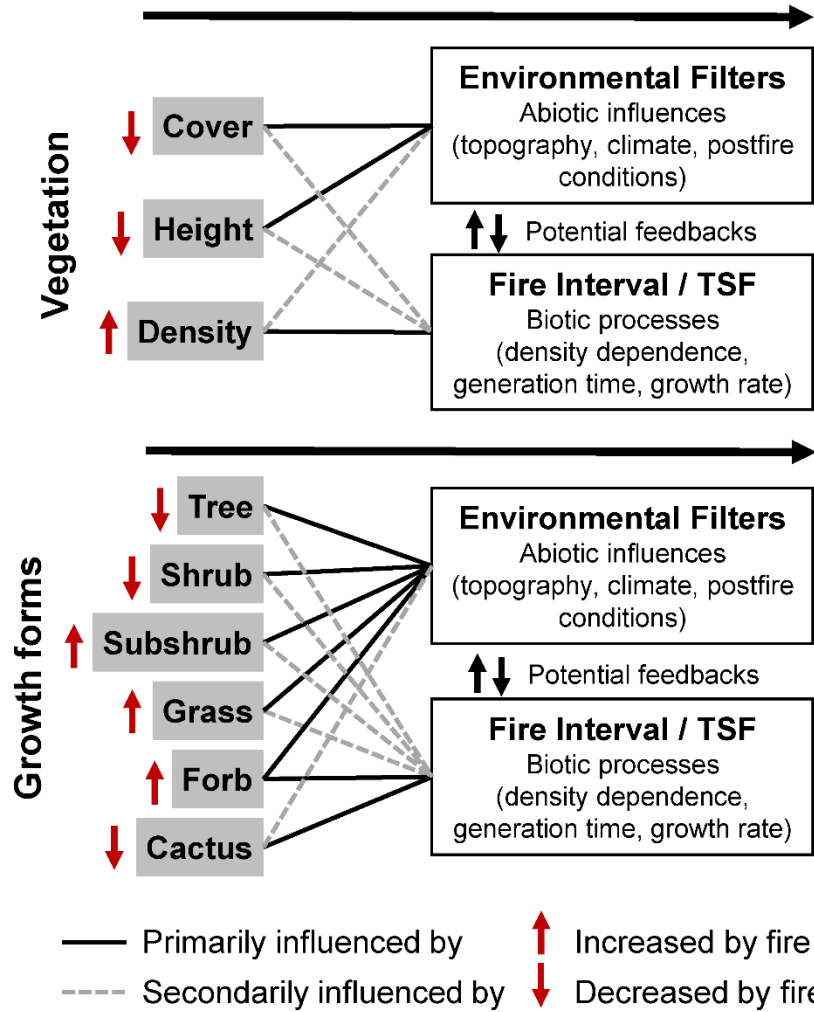 Vegetation
Cover
Height
Density
Environmental Filters
Abiotic influences
(topography, climate, postfire
conditions)
Potential feedbacks
Fire Interval / TSF
Biotic processes
(density dependence,
generation time, growth rate)
Growth forms
Tree
Shrub
Subshrub
Grass
Forb
Cactus
Environmental Filters
Abiotic influences
(topography, climate, postfire
conditions)
Potential feedbacks
Fire Interval / TSF
Biotic processes
(density dependence,
generation time, growth rate)
Primarily influenced by
Increased by fire
Secondarily influenced by
Decreased by fire